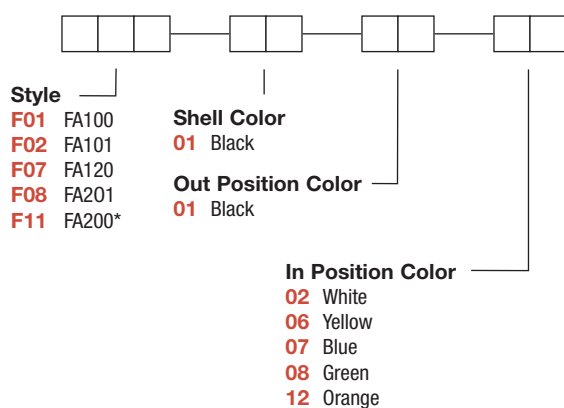 Style
F01 FA100
F02 FA101
F07 FA120
F08 FA201
F11 FA200*
Shell Color
01 Black
Out Position Color
01 Black
In Position Color
02 White
06 Yellow
07 Blue
08 Green
12 Orange